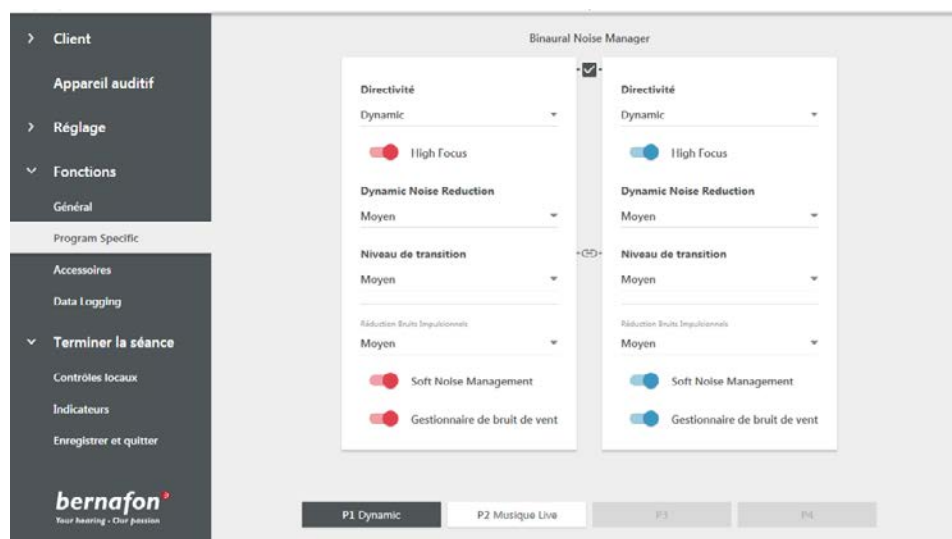 Client
Appareil auditif
Réglage
Fonctions
Général
Program Specific
Accessoires
Data Logging
Terminer la séance
Contrôles locaux
Indicateurs
Enregistrer et quitter
bernafon
Your hearing · Our passion
Binaural Noise Manager
Directivité
Dynamic
High Focus
Dynamic Noise Reduction
Moyen
Niveau de transition
Moyen
Réduction Bruits Impulsionnels
Moyen
Soft Noise Management
Gestionnaire de bruit de vent
Directivité
Dynamic
High Focus
Dynamic Noise Reduction
Moyen
Niveau de transition
Moyen
Réduction Bruits Impulsionnels
Moyen
Soft Noise Management
Gestionnaire de bruit de vent
P1 Dynamic
P2 Musique Live
P3
P4